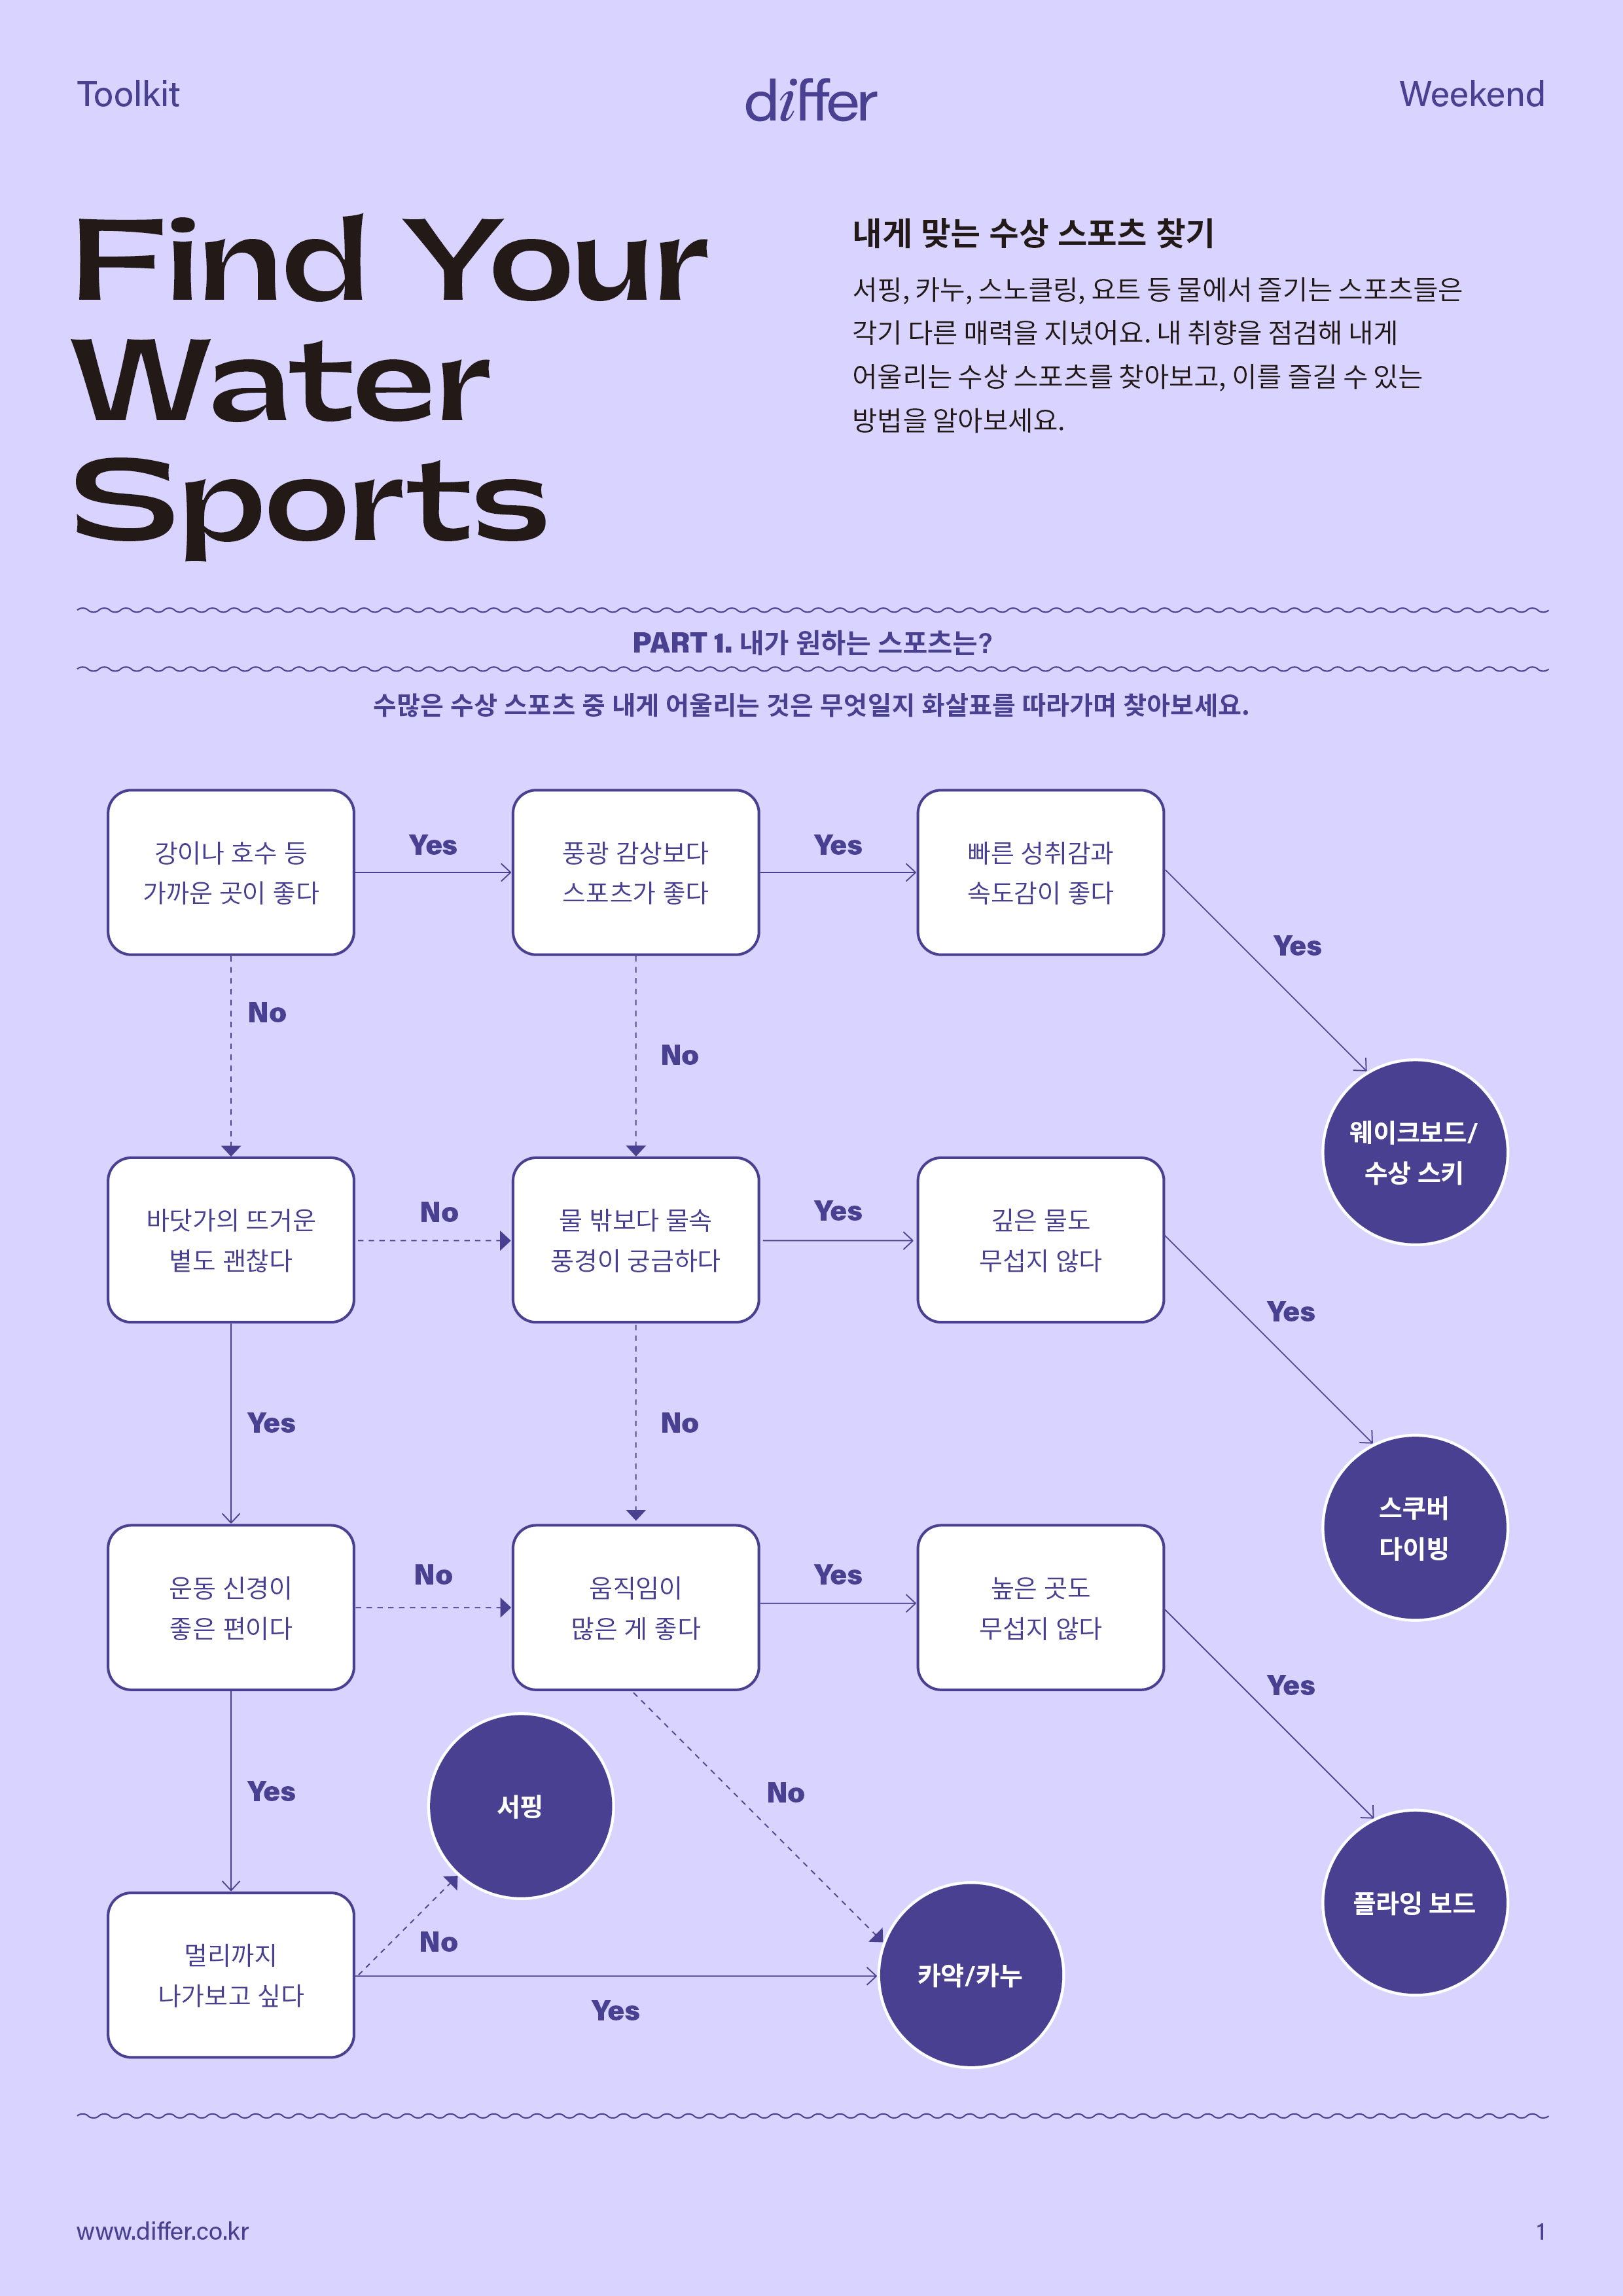 Toolkit
differ
Weekend
Find Your
Water
Sports
내게 맞는 수상 스포츠 찾기
서핑, 카누, 스노클링, 요트 등 물에서 즐기는 스포츠들은
각기 다른 매력을 지녔어요. 내 취향을 점검해 내게
어울리는 수상 스포츠를 찾아보고, 이를 즐길 수 있는
방법을 알아보세요.
PART 1. 내가 원하는 스포츠는?
수많은 수상 스포츠 중 내게 어울리는 것은 무엇일지 화살표를 따라가며 찾아보세요.
강이나 호수 등
가까운 곳이 좋다
Yes
풍광 감상보다
스포츠가 좋다
Yes
빠른 성취감과
속도감이 좋다
Yes
No
No
웨이크보드/
수상 스키
바닷가의 뜨거운
볕도 괜찮다
No
물 밖보다 물속
풍경이 궁금하다
Yes
깊은 물도
무섭지 않다
Yes
Yes
No
스쿠버
다이빙
운동 신경이
좋은 편이다
No
움직임이
많은 게 좋다
Yes
높은 곳도
무섭지 않다
Yes
Yes
서핑
No
플라잉 보드
멀리까지
나가보고 싶다
No
Yes
카약/카누
www.differ.co.kr
1